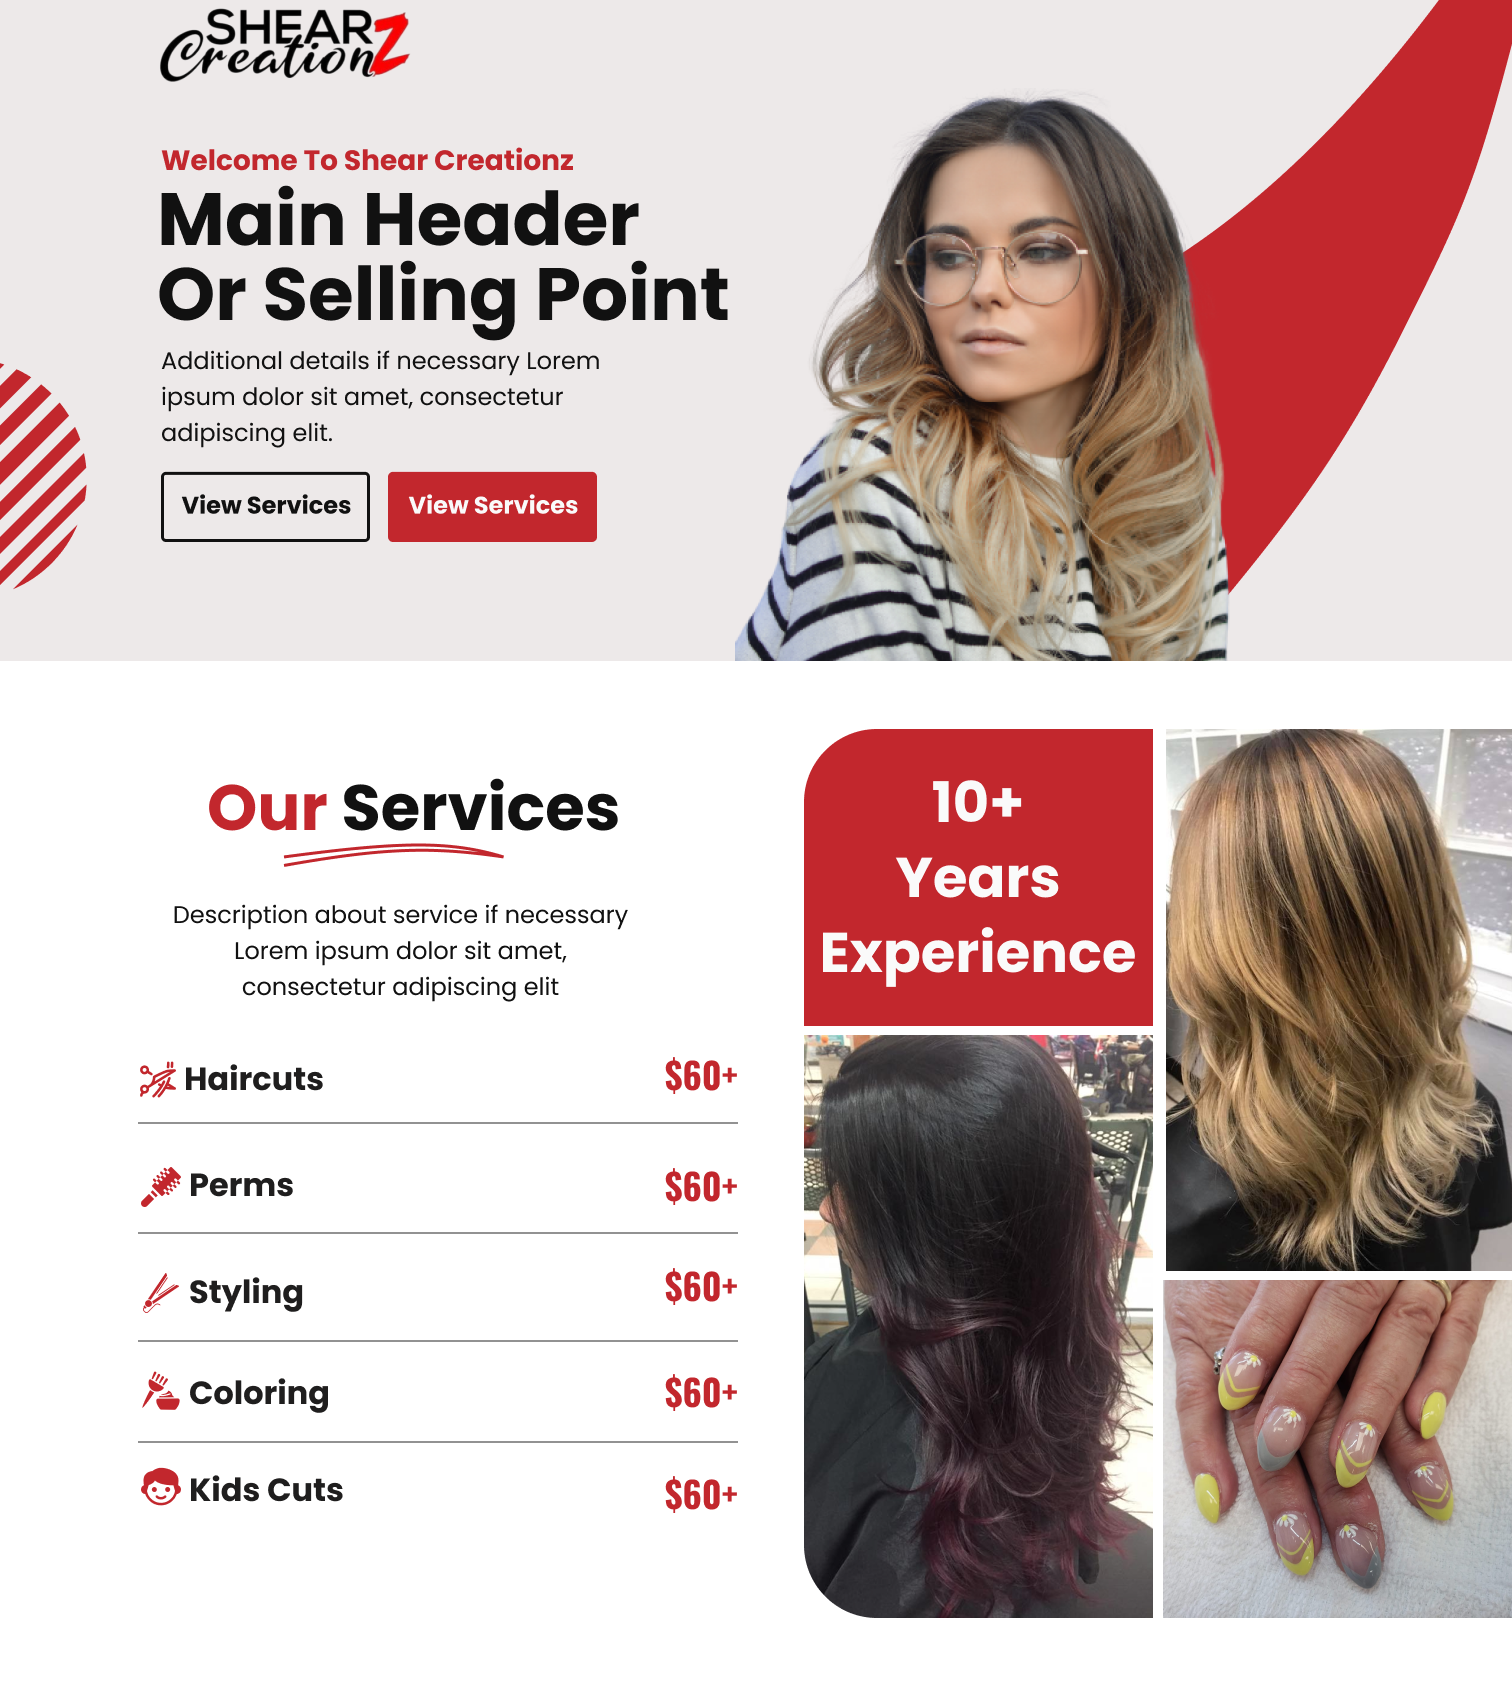 SHEARZ
Creation
Welcome To Shear Creationz
Main Header
Or Selling Point
Additional details if necessary Lorem
ipsum dolor sit amet, consectetur
adipiscing elit.
View Services
View Services
Our Services
Description about service if necessary
Lorem ipsum dolor sit amet,
consectetur adipiscing elit
Haircuts $60+
Perms $60+
Styling $60+
Coloring $60+
Kids Cuts $60+
10+
Years
Experience